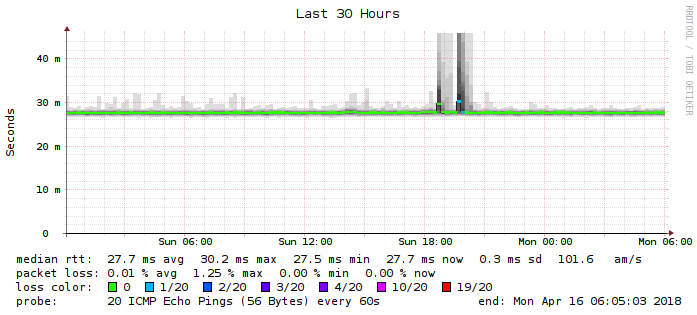 Last 30 Hours
RRDTOOL / TOBI OETIKER
Seconds
40 m
30 m
20 m
10 m
0
Sun 06:00 Sun 12:00 Sun 18:00 Mon 00:00 Mon 06:00
median rtt: 27.7 ms avg 30.2 ms max 27.5 ms min 27.7 ms now 0.3 ms sd 101.6 am/s
packet loss: 0.01 % avg 1.25 % max 0.00 % min 0.00 % now
loss color: 0 1/20 2/20 3/20 4/20 10/20 19/20
probe: 20 ICMP Echo Pings (56 Bytes) every 60s end: Mon Apr 16 06:05:03 2018